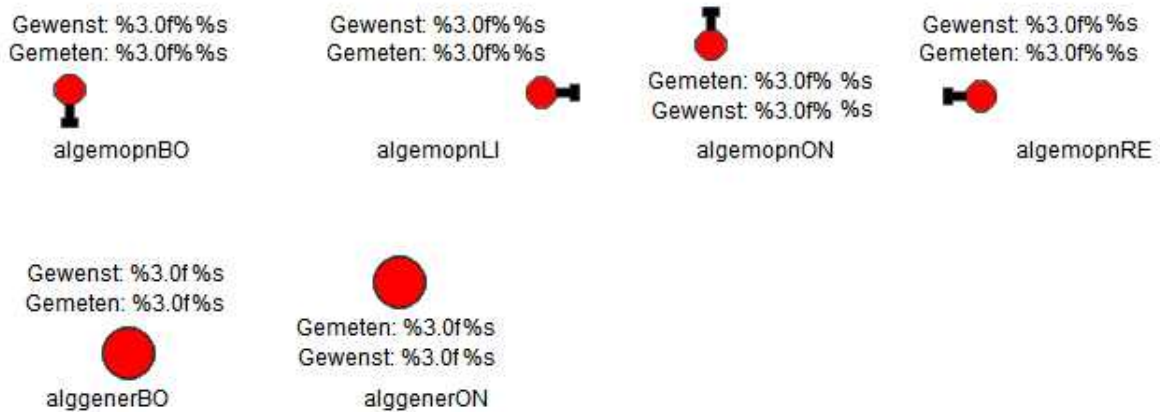 Gewenst: %3.0f%%s
Gemeten: %3.0f%%s
algemopnBO
Gewenst: %3.0f%%s
Gemeten: %3.0f%%s
algemopnLI
Gemeten: %3.0f% %s
Gewenst: %3.0f% %s
algemopnON
Gewenst: %3.0f%%s
Gemeten: %3.0f%%s
algemopnRE
Gewenst: %3.0f%s
Gemeten: %3.0f%s
alggenerBO
Gemeten: %3.0f%s
Gewenst: %3.0f%s
alggenerON